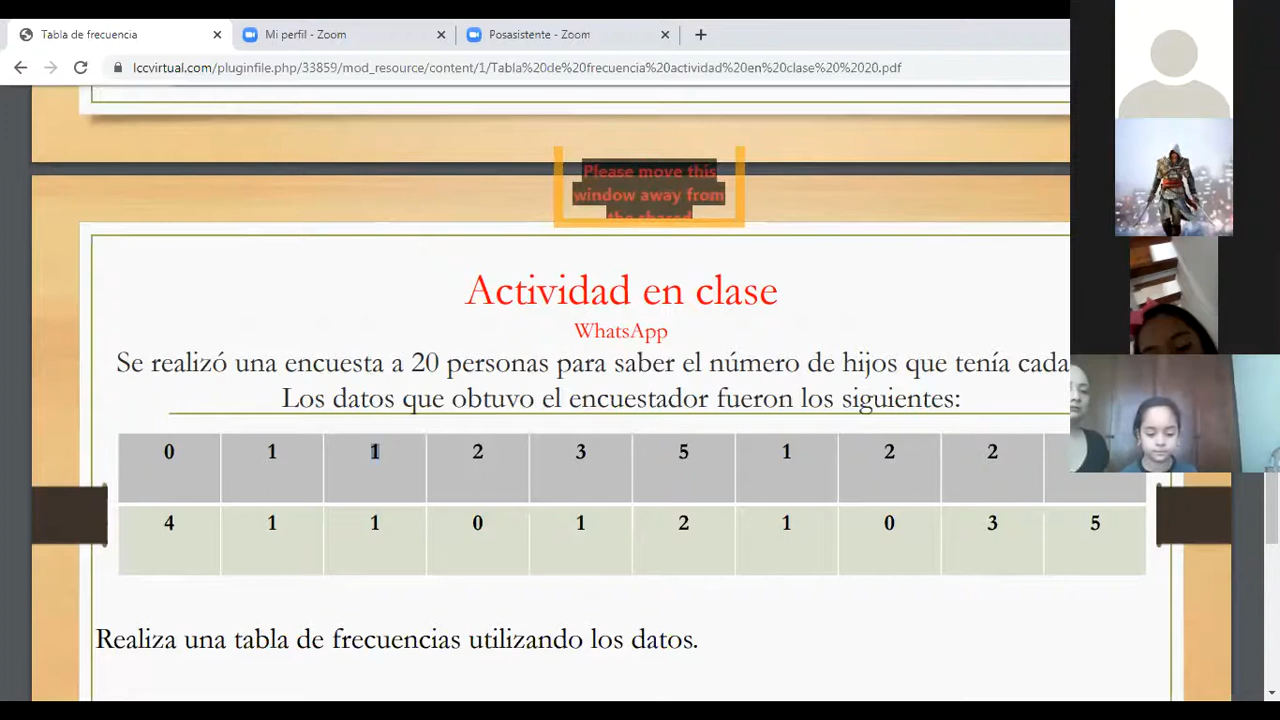 Tabla de frecuencia
Mi perfil - Zoom
Posasistente - Zoom
lccvirtual.com/pluginfile.php/33859/mod_resource/content/1/Tabla%20de%20frecuencia%20actividad%20en%20clase%20%2020.pdf
Please move this
window away from
the shared
Actividad en clase
WhatsApp
Se realizó una encuesta a 20 personas para saber el número de hijos que tenía cada
Los datos que obtuvo el encuestador fueron los siguientes:
0 1 1 2 3 5 1 2 2
4 1 1 0 1 2 1 0 3 5
Realiza una tabla de frecuencias utilizando los datos.